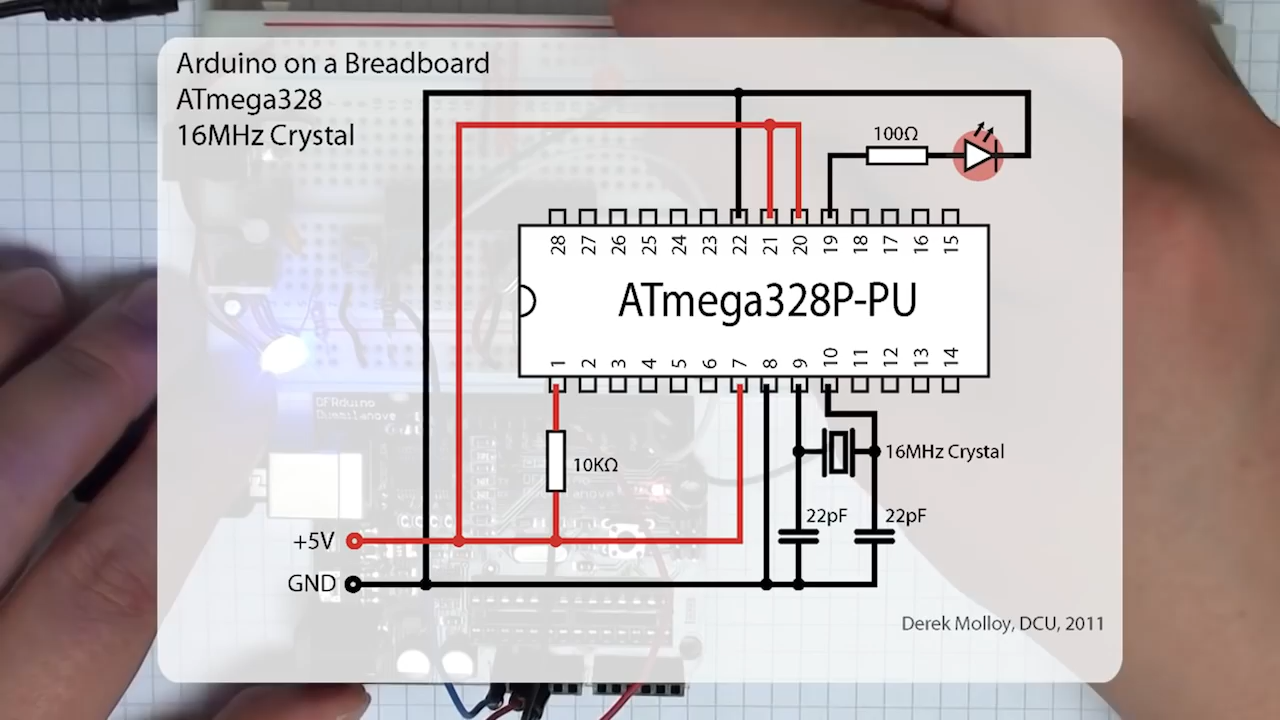 Arduino on a Breadboard
ATmega328
16MHz Crystal
100Ω
28 27 26 25 24 23 22 21 20 19 18 17 16 15
ATmega328P-PU
1 2 3 4 5 6 7 8 9 10 11 12 13 14
10KΩ
16MHz Crystal
22pF 22pF
+5V
GND
DFRduino
Duemilanove
Derek Molloy, DCU, 2011